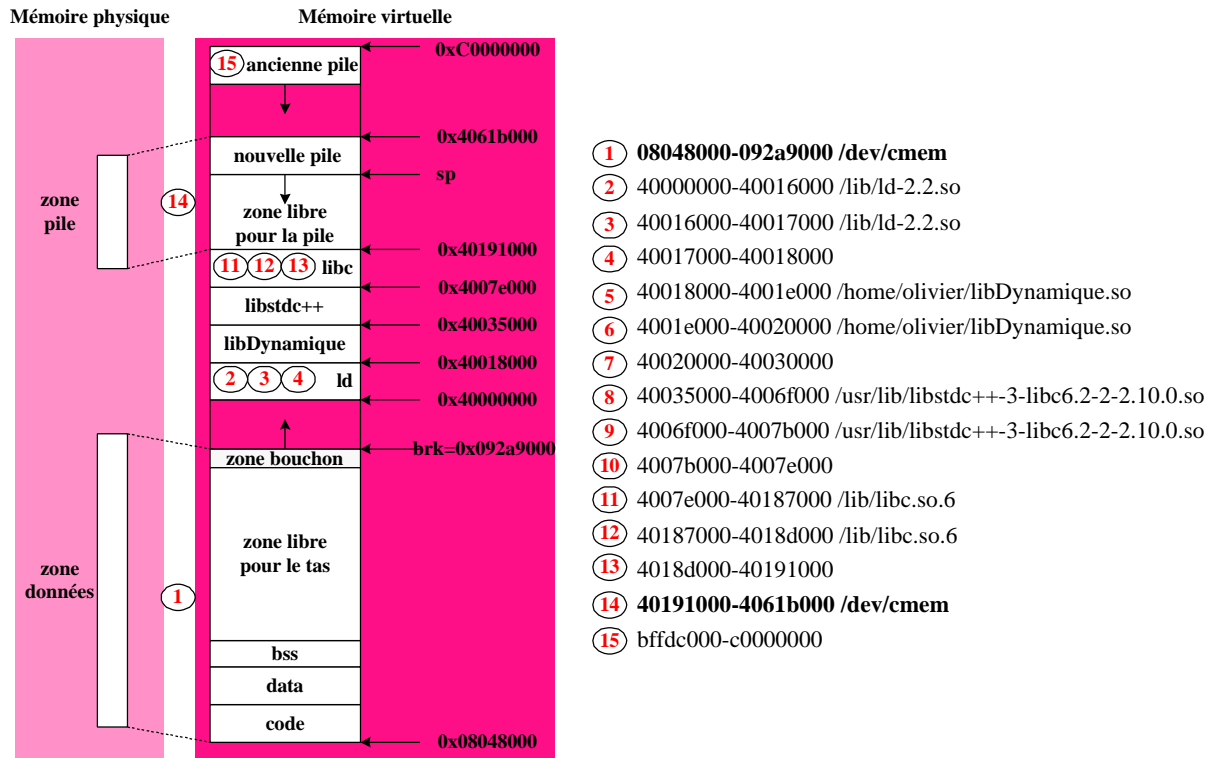 Mémoire physique
Mémoire virtuelle
0xC0000000
15 ancienne pile
0x4061b000
nouvelle pile
sp
zone
pile
14
zone libre
pour la pile
0x40191000
11 12 13 libc
0x4007e000
libstdc++
0x40035000
libDynamique
0x40018000
2 3 4 ld
0x40000000
brk=0x092a9000
zone bouchon
zone libre
pour le tas
zone
données
1
bss
data
code
0x08048000
1 08048000-092a9000 /dev/cmem
2 40000000-40016000 /lib/ld-2.2.so
3 40016000-40017000 /lib/ld-2.2.so
4 40017000-40018000
5 40018000-4001e000 /home/olivier/libDynamique.so
6 4001e000-40020000 /home/olivier/libDynamique.so
7 40020000-40030000
8 40035000-4006f000 /usr/lib/libstdc++-3-libc6.2-2-2.10.0.so
9 4006f000-4007b000 /usr/lib/libstdc++-3-libc6.2-2-2.10.0.so
10 4007b000-4007e000
11 4007e000-40187000 /lib/libc.so.6
12 40187000-4018d000 /lib/libc.so.6
13 4018d000-40191000
14 40191000-4061b000 /dev/cmem
15 bffdc000-c0000000